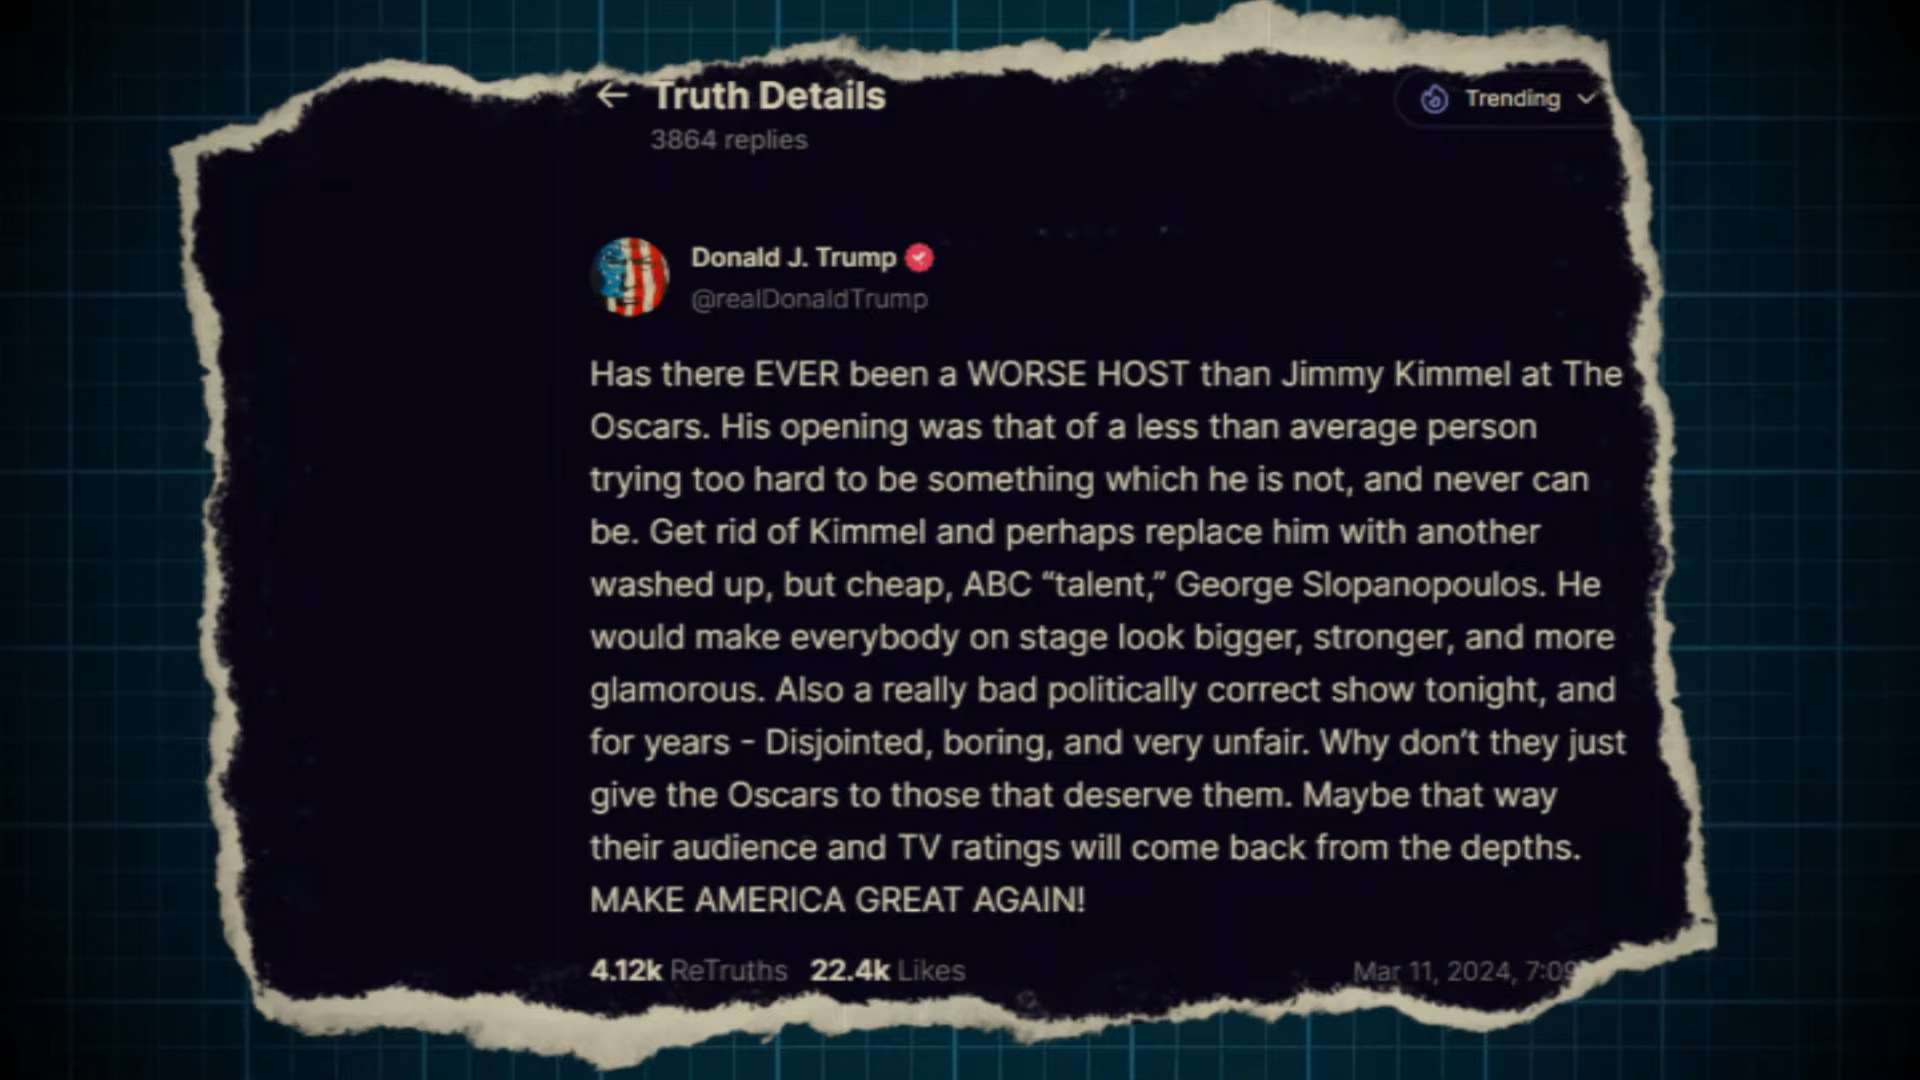 Truth Details
Trending
3864 replies
Donald J. Trump
@realDonaldTrump
Has there EVER been a WORSE HOST than Jimmy Kimmel at The
Oscars. His opening was that of a less than average person
trying too hard to be something which he is not, and never can
be. Get rid of Kimmel and perhaps replace him with another
washed up, but cheap, ABC “talent,” George Slopanopoulos. He
would make everybody on stage look bigger, stronger, and more
glamorous. Also a really bad politically correct show tonight, and
for years - Disjointed, boring, and very unfair. Why don’t they just
give the Oscars to those that deserve them. Maybe that way
their audience and TV ratings will come back from the depths.
MAKE AMERICA GREAT AGAIN!
4.12k ReTruths 22.4k Likes
Mar 11, 2024, 7:09